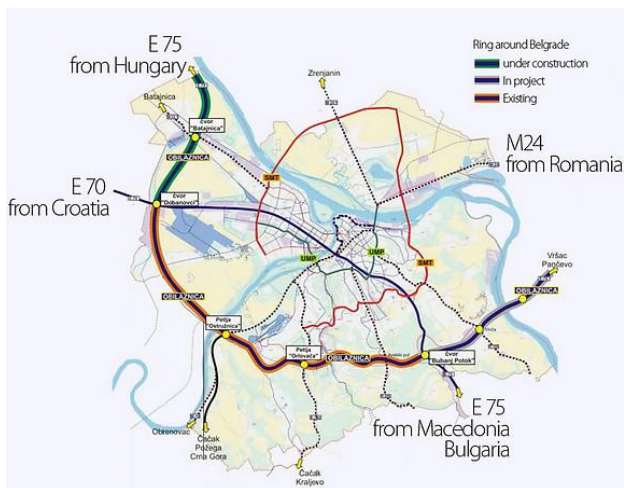 E 75
from Hungary
Ring around Belgrade
under construction
In project
Existing
Zrenjanin
Batajnica
čvor
"Batajnica"
M24
from Romania
OBILAZNICA
SMT
E 70
from Croatia
čvor
"Dobanovci"
UMP
UMP
SMT
Vršac
Pančevo
OBILAZNICA
OBILAZNICA
Petlja
"Ostružnica"
Petlja
"Orlovača"
OBILAZNICA
čvor
"Bubanj Potok"
E 75
from Macedonia
Bulgaria
Obrenovac
Čačak
Požega
Crna Gora
Čačak
Kraljevo